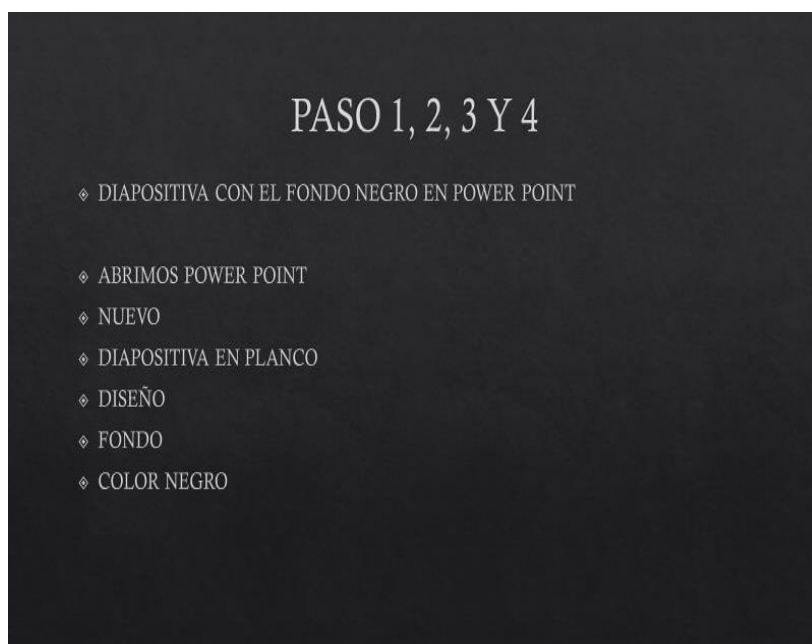 PASO 1, 2, 3 Y 4
DIAPOSITIVA CON EL FONDO NEGRO EN POWER POINT
ABRIMOS POWER POINT
NUEVO
DIAPOSITIVA EN PLANCO
DISEÑO
FONDO
COLOR NEGRO